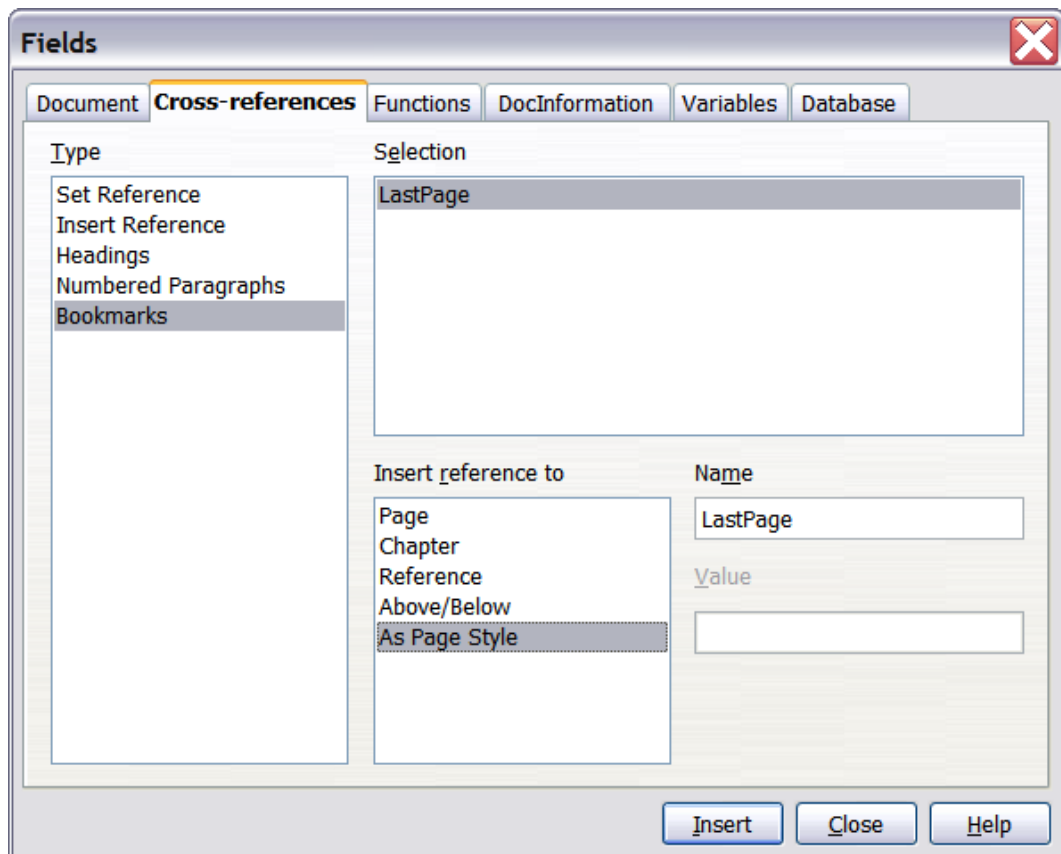 Fields
Document Cross-references Functions DocInformation Variables Database
Type
Set Reference
Insert Reference
Headings
Numbered Paragraphs
Bookmarks
Selection
LastPage
Insert reference to
Page
Chapter
Reference
Above/Below
As Page Style
Name
LastPage
Value
Insert Close Help